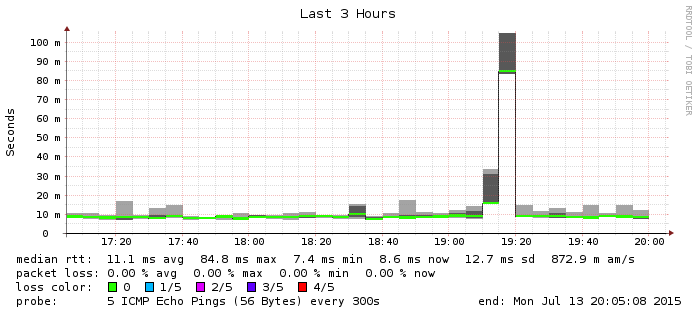 Last 3 Hours
RRDTOOL / TOBI OETIKER
Seconds
100 m
90 m
80 m
70 m
60 m
50 m
40 m
30 m
20 m
10 m
0
17:20 17:40 18:00 18:20 18:40 19:00 19:20 19:40 20:00
median rtt: 11.1 ms avg 84.8 ms max 7.4 ms min 8.6 ms now 12.7 ms sd 872.9 m am/s
packet loss: 0.00 % avg 0.00 % max 0.00 % min 0.00 % now
loss color: 0 1/5 2/5 3/5 4/5
probe: 5 ICMP Echo Pings (56 Bytes) every 300s end: Mon Jul 13 20:05:08 2015